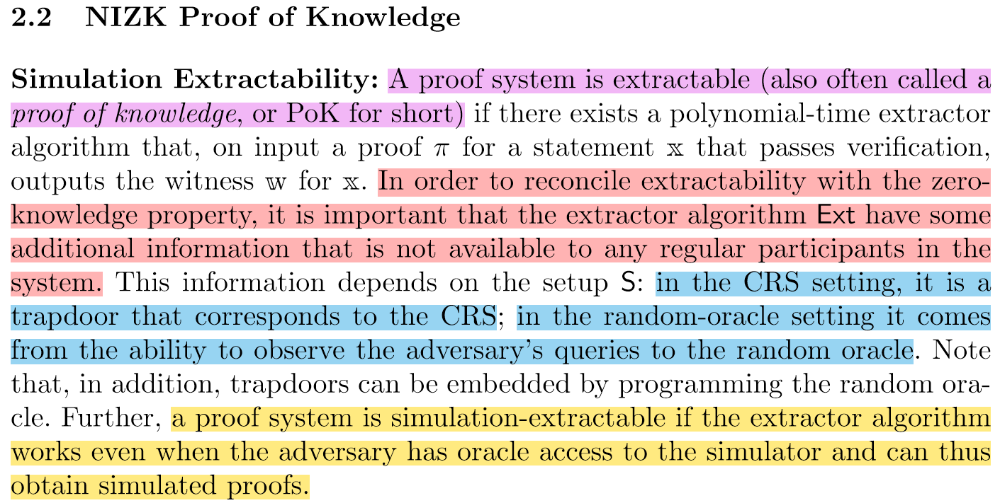 2.2 NIZK Proof of Knowledge
Simulation Extractability: A proof system is extractable (also often called a
proof of knowledge, or PoK for short) if there exists a polynomial-time extractor
algorithm that, on input a proof π for a statement 𝕩 that passes verification,
outputs the witness 𝕨 for 𝕩. In order to reconcile extractability with the zero-
knowledge property, it is important that the extractor algorithm Ext have some
additional information that is not available to any regular participants in the
system. This information depends on the setup S: in the CRS setting, it is a
trapdoor that corresponds to the CRS; in the random-oracle setting it comes
from the ability to observe the adversary's queries to the random oracle. Note
that, in addition, trapdoors can be embedded by programming the random ora-
cle. Further, a proof system is simulation-extractable if the extractor algorithm
works even when the adversary has oracle access to the simulator and can thus
obtain simulated proofs.